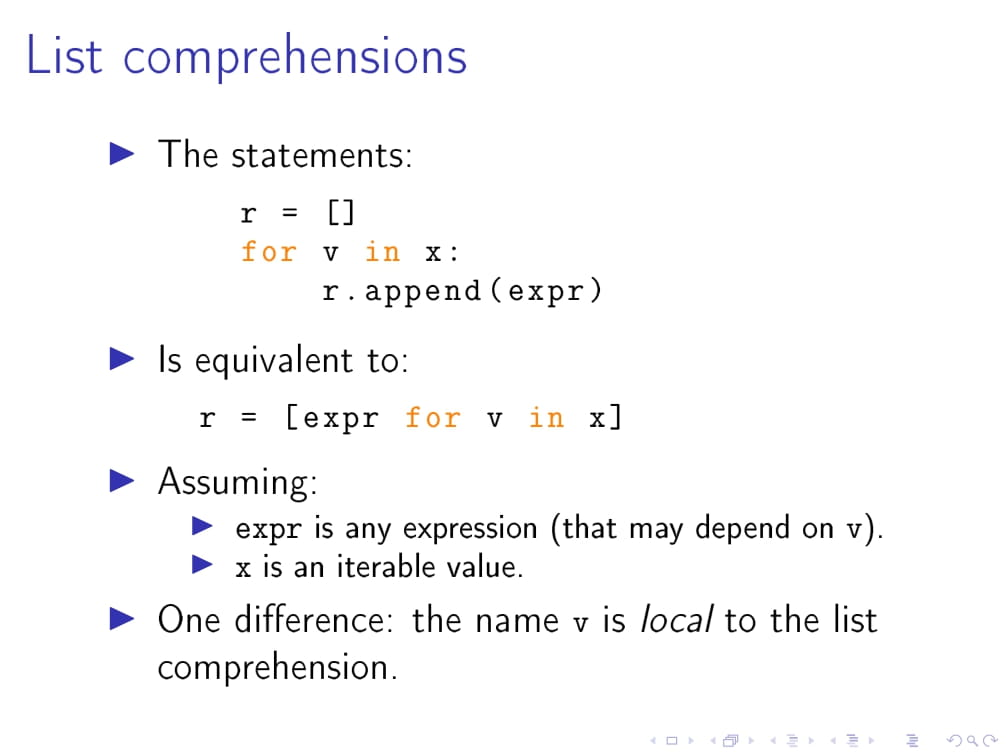 List comprehensions
The statements:
r = []
for v in x:
r.append(expr)
Is equivalent to:
r = [expr for v in x]
Assuming:
expr is any expression (that may depend on v).
x is an iterable value.
One difference: the name v is local to the list
comprehension.